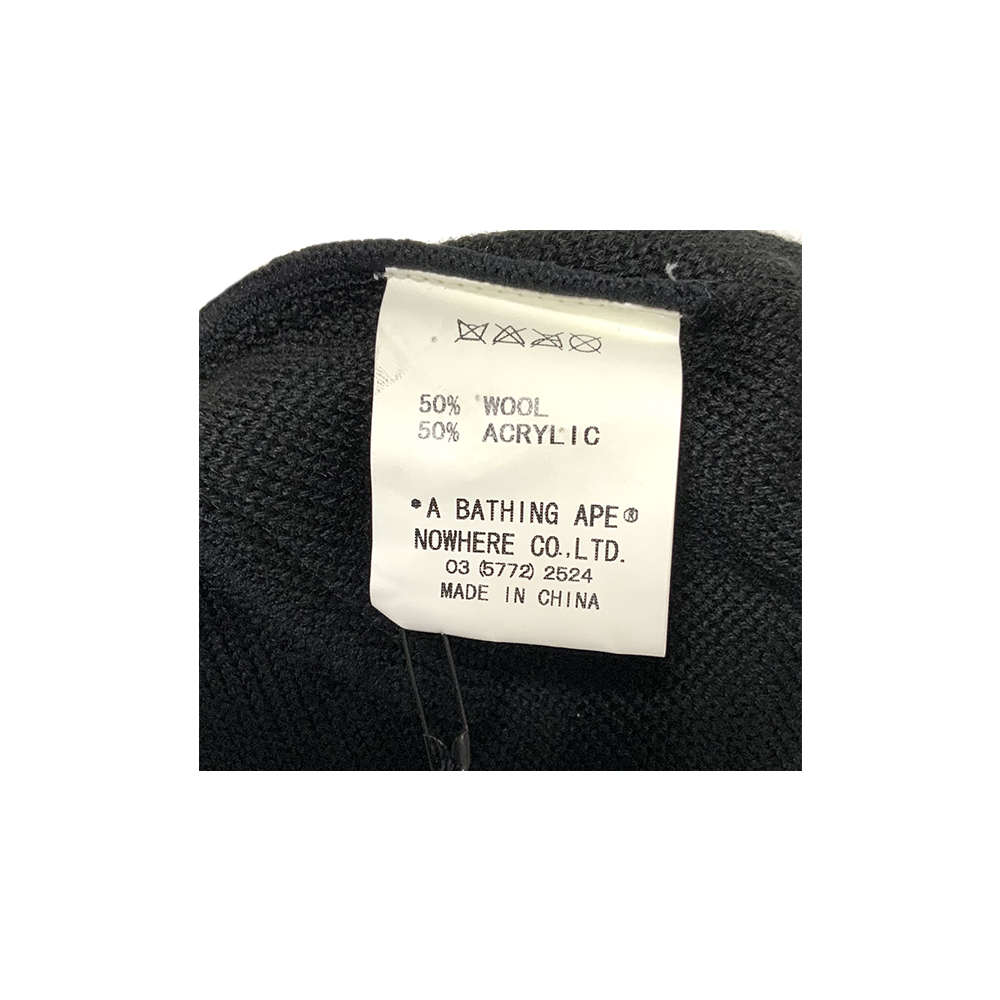 50% WOOL
50% ACRYLIC
*A BATHING APE®
NOWHERE CO.,LTD.
03 (5772) 2524
MADE IN CHINA